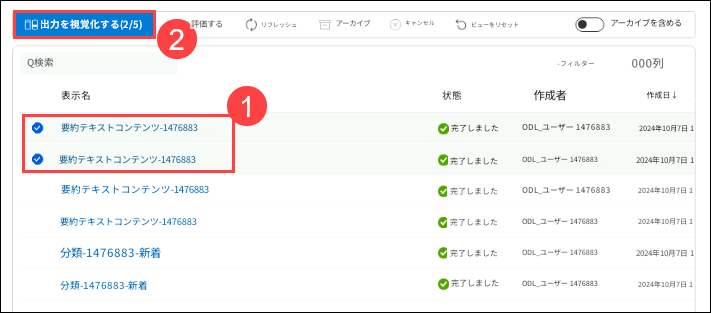 出力を視覚化する(2/5) 評価する リフレッシュ アーカイブ キャンセル ビューをリセット アーカイブを含める
2
Q検索 -フィルター 000列
表示名 状態 作成者 作成日↓
1
要約テキストコンテンツ-1476883 完了しました ODL_ユーザー 1476883 2024年10月7日 1
要約テキストコンテンツ-1476883 完了しました ODL_ユーザー 1476883 2024年10月7日 1
要約テキストコンテンツ-1476883 完了しました ODL_ユーザー 1476883 2024年10月7日 1
要約テキストコンテンツ-1476883 完了しました ODL_ユーザー 1476883 2024年10月7日 1
分類-1476883-新着 完了しました ODL_ユーザー 1476883 2024年10月7日 1
分類-1476883-新着 完了しました ODL_ユーザー 1476883 2024年10月7日 1